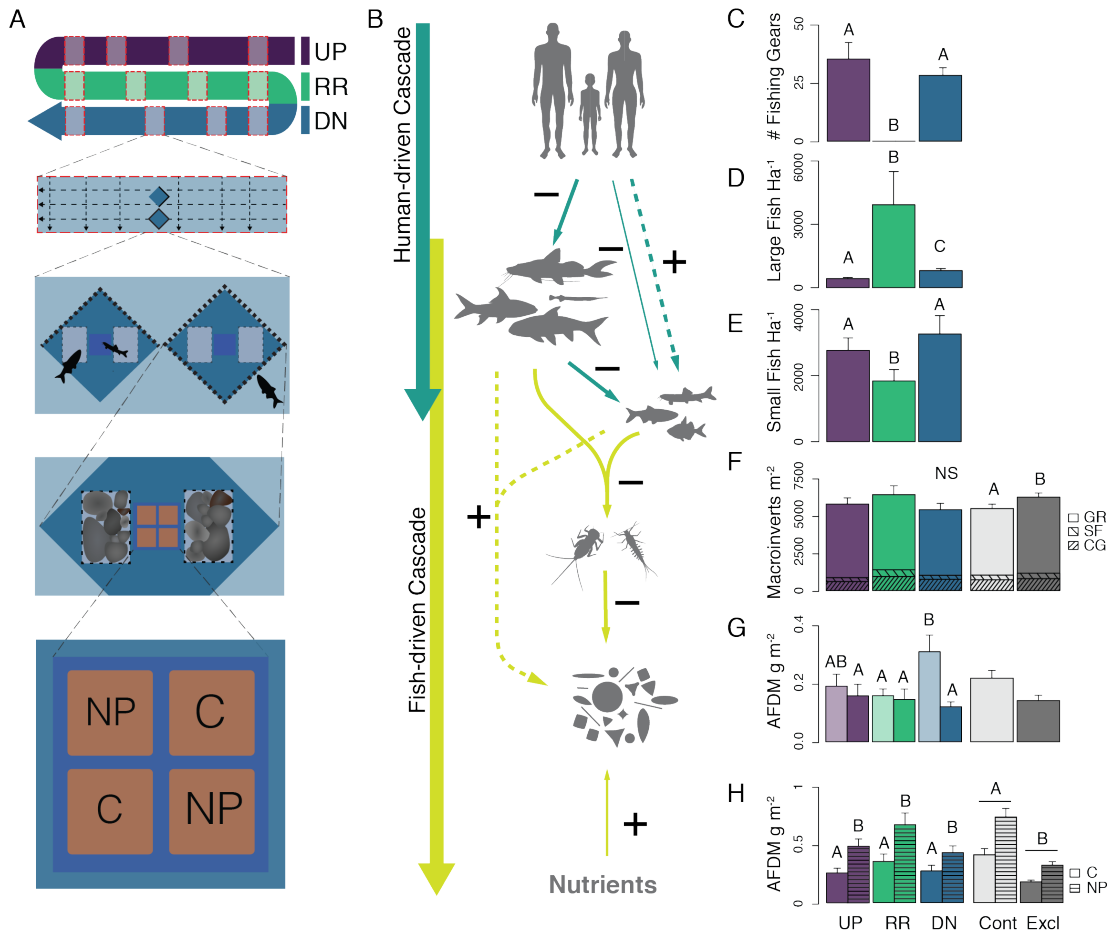 A
UP
RR
DN
NP
C
C
NP
B
Human-driven Cascade
Fish-driven Cascade
−
−
+
−
−
+
−
+
Nutrients
C
# Fishing Gears
0 25 50
A
B
A
D
Large Fish Ha⁻¹
0 3000 6000
A
B
C
E
Small Fish Ha⁻¹
0 2000 4000
A
B
A
F
Macroinverts m⁻²
0 2500 5000 7500
NS
A
B
GR
SF
CG
G
AFDM g m⁻²
0.0 0.2 0.4
AB A
A A
B A
H
AFDM g m⁻²
0 0.5 1
A B
A B
A B
A
B
C
NP
UP RR DN Cont Excl